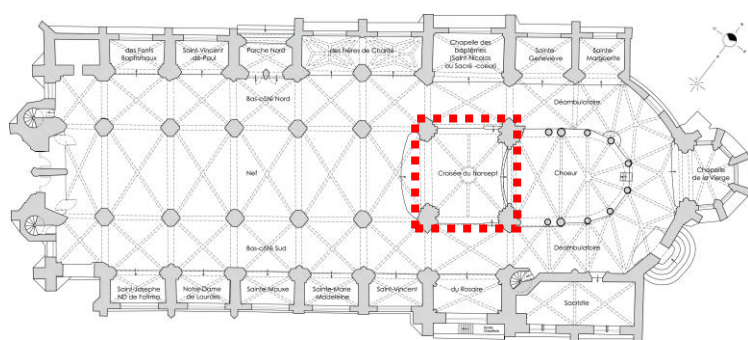 des Fonts
Baptismaux
Saint-Vincent
de-Paul
Porche Nord
des Frères de Charité
Chapelle des
baptêmes
(Saint-Nicolas
ou Sacré-coeur)
Sainte
Geneviève
Sainte
Marguerite
Bas-côté Nord
Déambulatoire
Nef
Croisée du transept
Choeur
Chapelle
de la Vierge
Bas-côté Sud
Déambulatoire
Saint-Joseph
ND de Fatima
Notre-Dame
de Lourdes
Sainte-Mauxe
Sainte-Marie
Madeleine
Saint-Vincent
du Rosaire
Sacristie